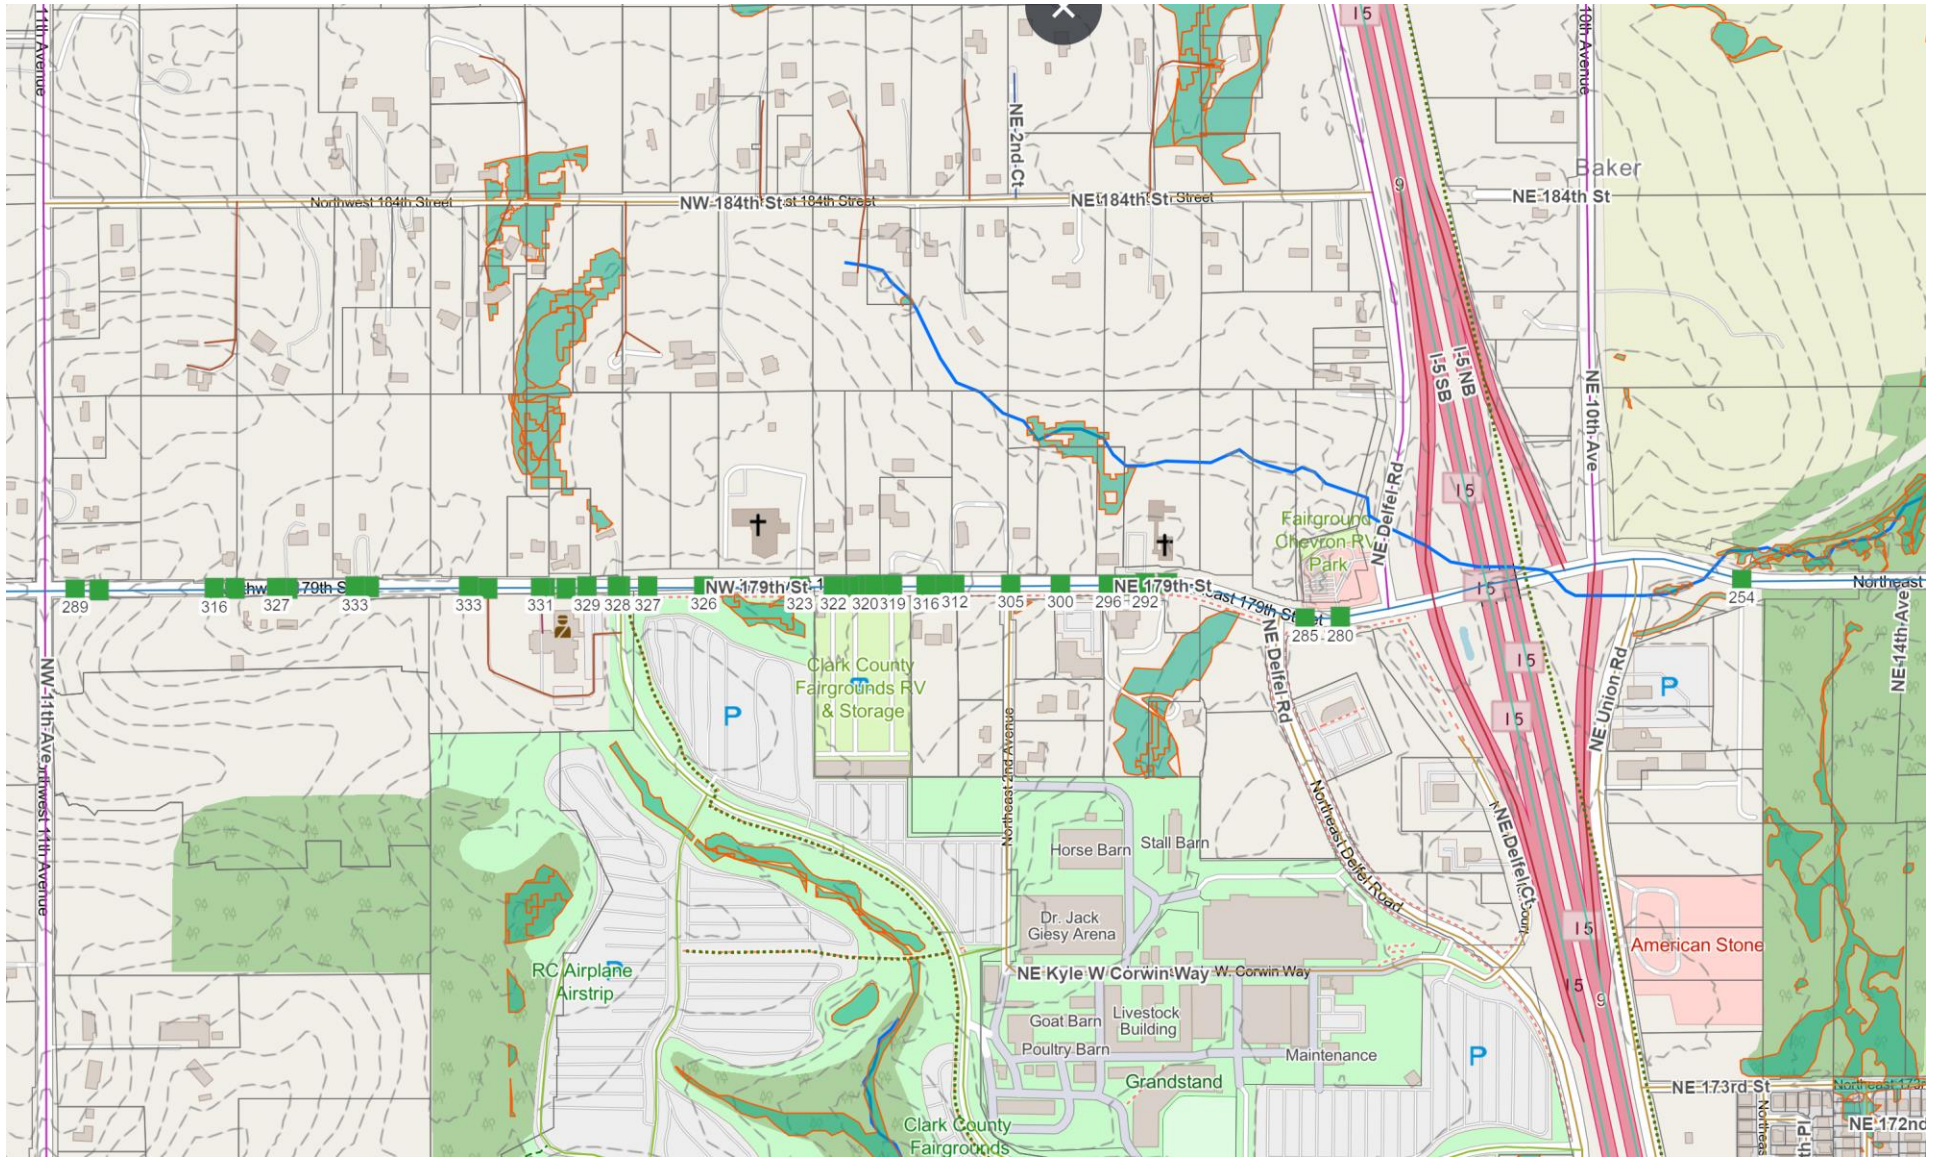 11th Avenue
I 5
10th Avenue
NE 2nd Ct
Baker
9
Northwest 184th Street
NW 184th St
st 184th Street
NE 184th St
Street
NE 184th St
I-5 SB
I-5 NB
NE 10th Ave
NE Delfel Rd
I 5
Fairground
Chevron RV
Park
NW 179th St
NE 179th St
East 179th Street
Northeast
I 5
289
316
327
333
333
331
329
328
327
326
323
322
320
319
316
312
305
300
296
292
285
280
254
NE 14th Ave
NW 11th Ave
Northwest 11th Avenue
P
Clark County
Fairgrounds RV
& Storage
NE Delfel Rd
I 5
NE Union Rd
P
I 5
Northeast 2nd Avenue
Northeast Delfel Road
NE Delfel Ct
Horse Barn
Stall Barn
Dr. Jack
Giesy Arena
I 5
American Stone
RC Airplane
Airstrip
P
NE Kyle W Corwin Way
W. Corwin Way
I 5
9
Goat Barn
Livestock
Building
Poultry Barn
Maintenance
P
Grandstand
NE 173rd St
Clark County
Fairgrounds
NE 172nd